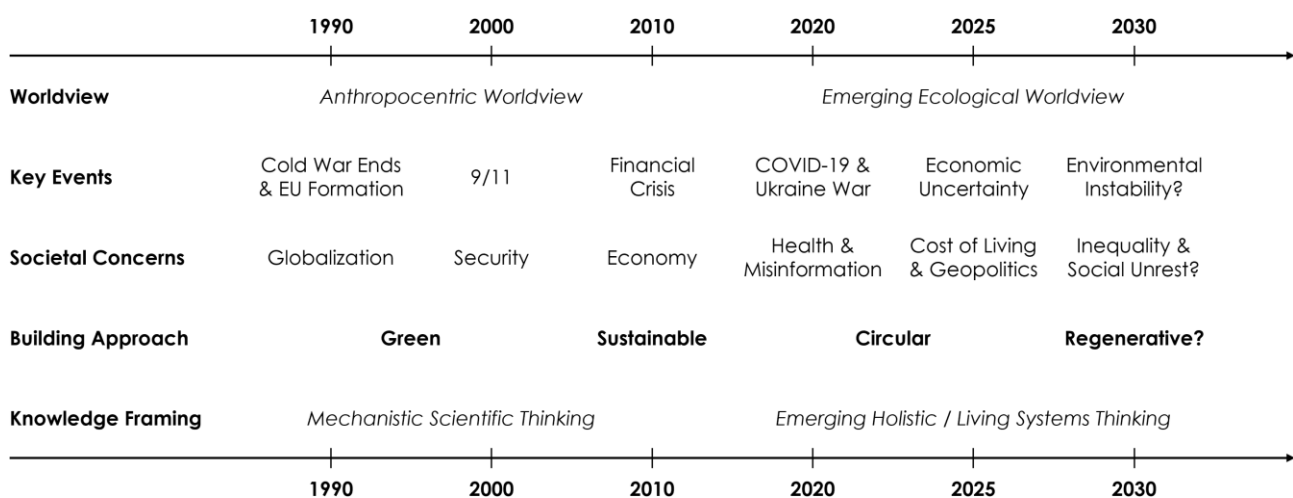 1990 2000 2010 2020 2025 2030
Worldview Anthropocentric Worldview Emerging Ecological Worldview
Key Events
Cold War Ends
& EU Formation
9/11
Financial
Crisis
COVID-19 &
Ukraine War
Economic
Uncertainty
Environmental
Instability?
Societal Concerns
Globalization
Security
Economy
Health &
Misinformation
Cost of Living
& Geopolitics
Inequality &
Social Unrest?
Building Approach Green Sustainable Circular Regenerative?
Knowledge Framing Mechanistic Scientific Thinking Emerging Holistic / Living Systems Thinking
1990 2000 2010 2020 2025 2030